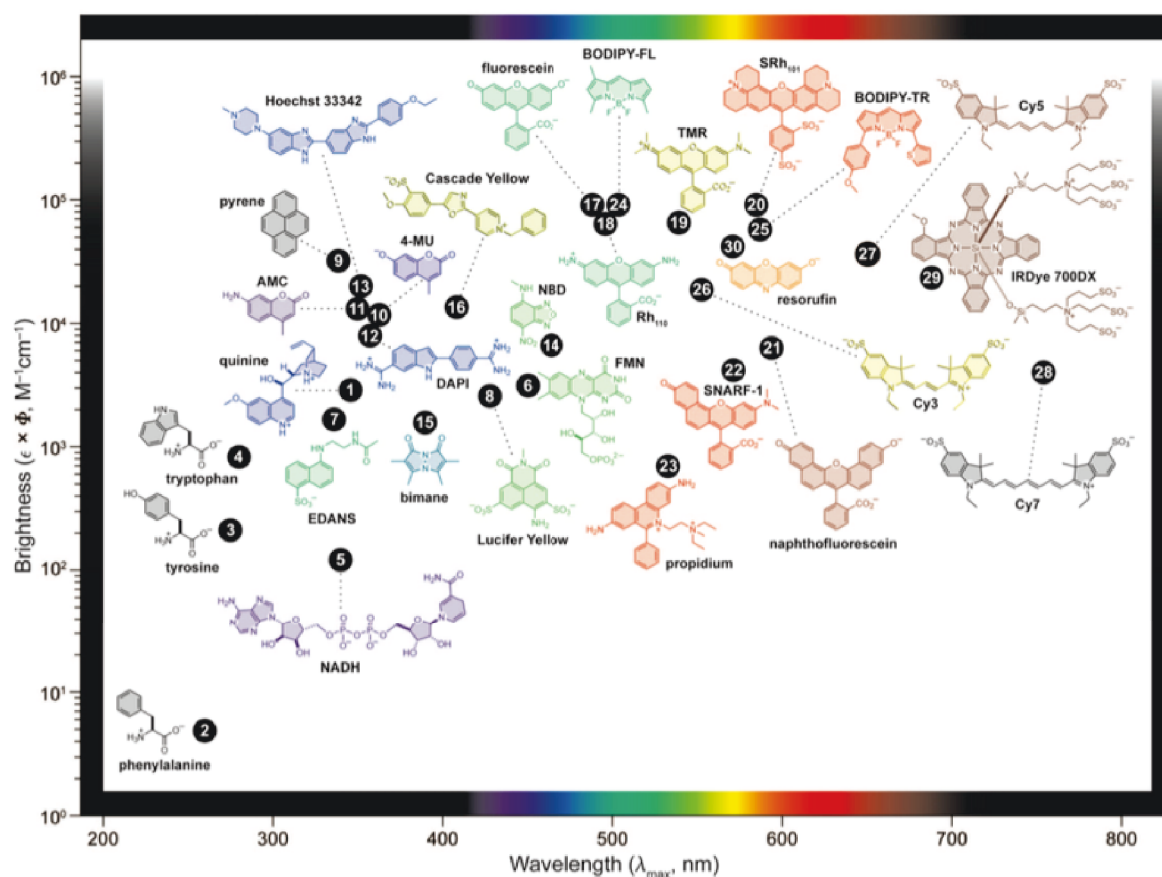 BODIPY-FL
SRh₁₀₁
fluorescein
Hoechst 33342
BODIPY-TR
Cy5
TMR
Cascade Yellow
pyrene
4-MU
AMC
NBD
Rh₁₁₀
resorufin
IRDye 700DX
quinine
DAPI
FMN
SNARF-1
Cy3
tryptophan
EDANS
bimane
Lucifer Yellow
propidium
naphthofluorescein
Cy7
tyrosine
NADH
phenylalanine
1
2
3
4
5
6
7
8
9
10
11
12
13
14
15
16
17
18
19
20
21
22
23
24
25
26
27
28
29
30
Brightness (ε × Φ, M⁻¹cm⁻¹)
10⁶
10⁵
10⁴
10³
10²
10¹
10⁰
200 300 400 500 600 700 800
Wavelength (λmax, nm)